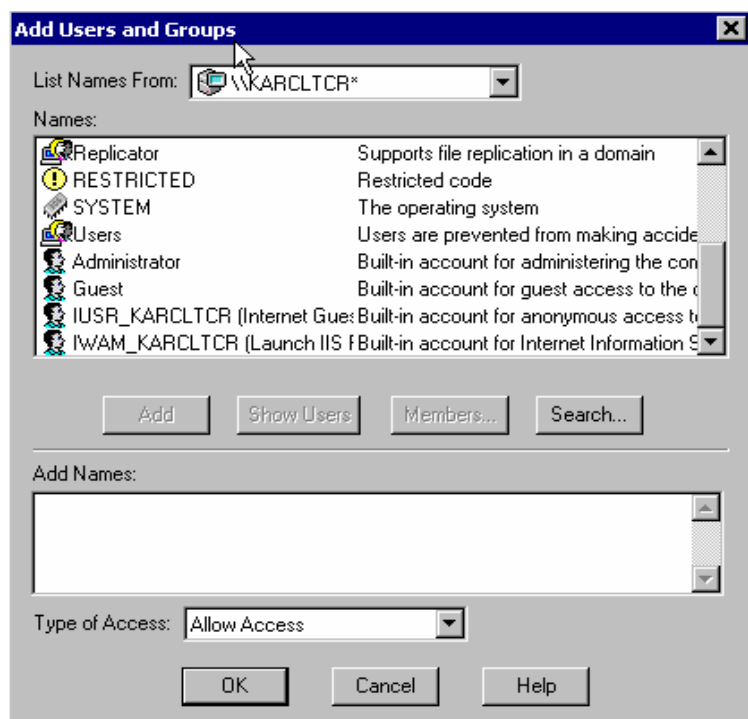 Add Users and Groups
List Names From: \\KARCLTCR*
Names:
Replicator Supports file replication in a domain
RESTRICTED Restricted code
SYSTEM The operating system
Users Users are prevented from making accide
Administrator Built-in account for administering the con
Guest Built-in account for guest access to the c
IUSR_KARCLTCR (Internet Gues Built-in account for anonymous access to
IWAM_KARCLTCR (Launch IIS F Built-in account for Internet Information S
Add Show Users Members... Search...
Add Names:
Type of Access: Allow Access
OK Cancel Help